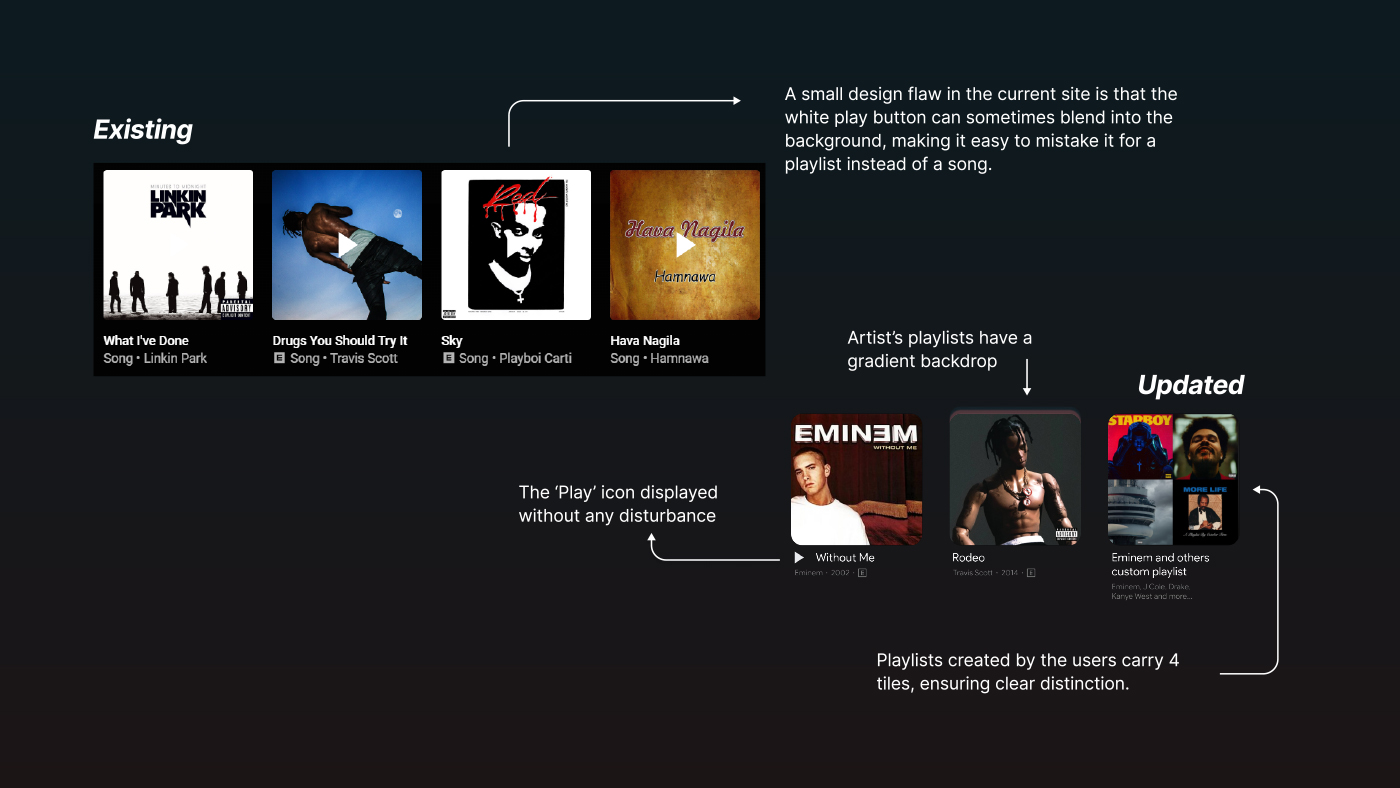 Existing
A small design flaw in the current site is that the
white play button can sometimes blend into the
background, making it easy to mistake it for a
playlist instead of a song.
MINUTES TO MIDNIGHT
LINKIN
PARK
PARENTAL
ADVISORY
EXPLICIT CONTENT
Red
Hava Nagila
Hamnawa
What I've Done
Song • Linkin Park
Drugs You Should Try It
E Song • Travis Scott
Sky
E Song • Playboi Carti
Hava Nagila
Song • Hamnawa
Artist’s playlists have a
gradient backdrop
Updated
EMINƎM
WITHOUT ME
STARBOY
MORE LIFE
The ‘Play’ icon displayed
without any disturbance
Without Me
Eminem • 2002 • E
Rodeo
Travis Scott • 2014 • E
Eminem and others
custom playlist
Eminem, J Cole, Drake,
Kanye West and more...
Playlists created by the users carry 4
tiles, ensuring clear distinction.